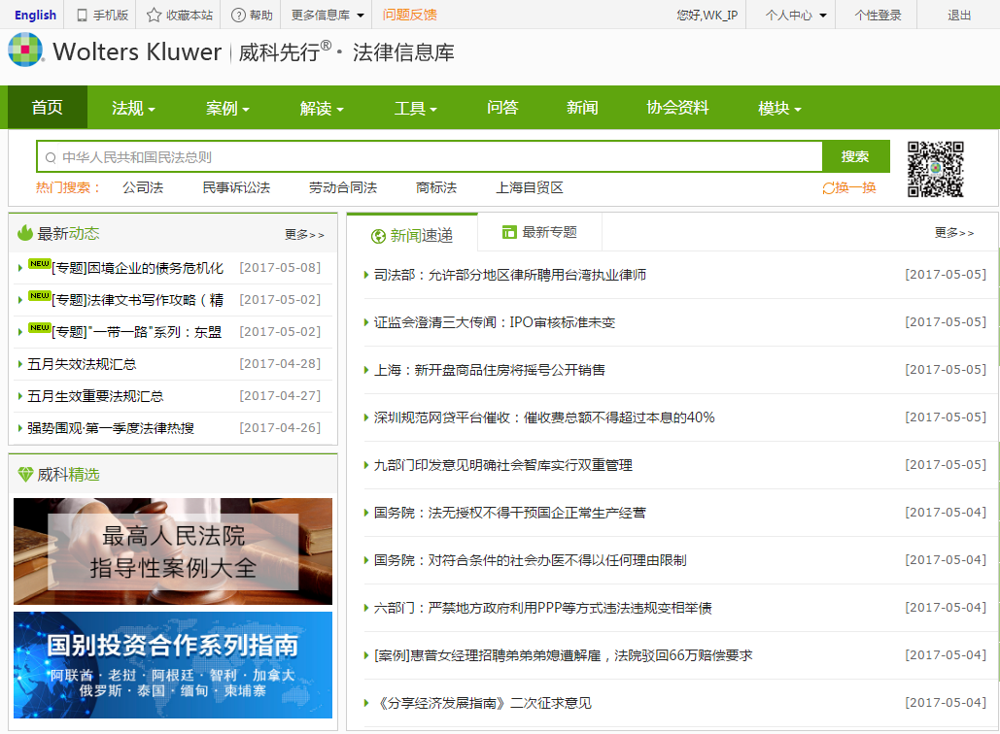 English 手机版 收藏本站 帮助 更多信息库 问题反馈 您好,WK_IP 个人中心 个性登录 退出
Wolters Kluwer | 威科先行®· 法律信息库
首页 法规 案例 解读 工具 问答 新闻 协会资料 模块
中华人民共和国民法总则 搜索
热门搜索： 公司法 民事诉讼法 劳动合同法 商标法 上海自贸区 换一换
最新动态 更多>>
NEW [专题]困境企业的债务危机化 [2017-05-08]
NEW [专题]法律文书写作攻略（精 [2017-05-02]
NEW [专题]"一带一路"系列：东盟 [2017-05-02]
五月失效法规汇总 [2017-04-28]
五月生效重要法规汇总 [2017-04-27]
强势围观·第一季度法律热搜 [2017-04-26]
威科精选
最高人民法院
指导性案例大全
国别投资合作系列指南
阿联酋 · 老挝 · 阿根廷 · 智利 · 加拿大
俄罗斯 · 泰国 · 缅甸 · 柬埔寨
新闻速递 最新专题 更多>>
司法部：允许部分地区律所聘用台湾执业律师 [2017-05-05]
证监会澄清三大传闻：IPO审核标准未变 [2017-05-05]
上海：新开盘商品住房将摇号公开销售 [2017-05-05]
深圳规范网贷平台催收：催收费总额不得超过本息的40% [2017-05-05]
九部门印发意见明确社会智库实行双重管理 [2017-05-05]
国务院：法无授权不得干预国企正常生产经营 [2017-05-04]
国务院：对符合条件的社会办医不得以任何理由限制 [2017-05-04]
六部门：严禁地方政府利用PPP等方式违法违规变相举债 [2017-05-04]
[案例]惠普女经理招聘弟弟弟媳遭解雇，法院驳回66万赔偿要求 [2017-05-04]
《分享经济发展指南》二次征求意见 [2017-05-04]